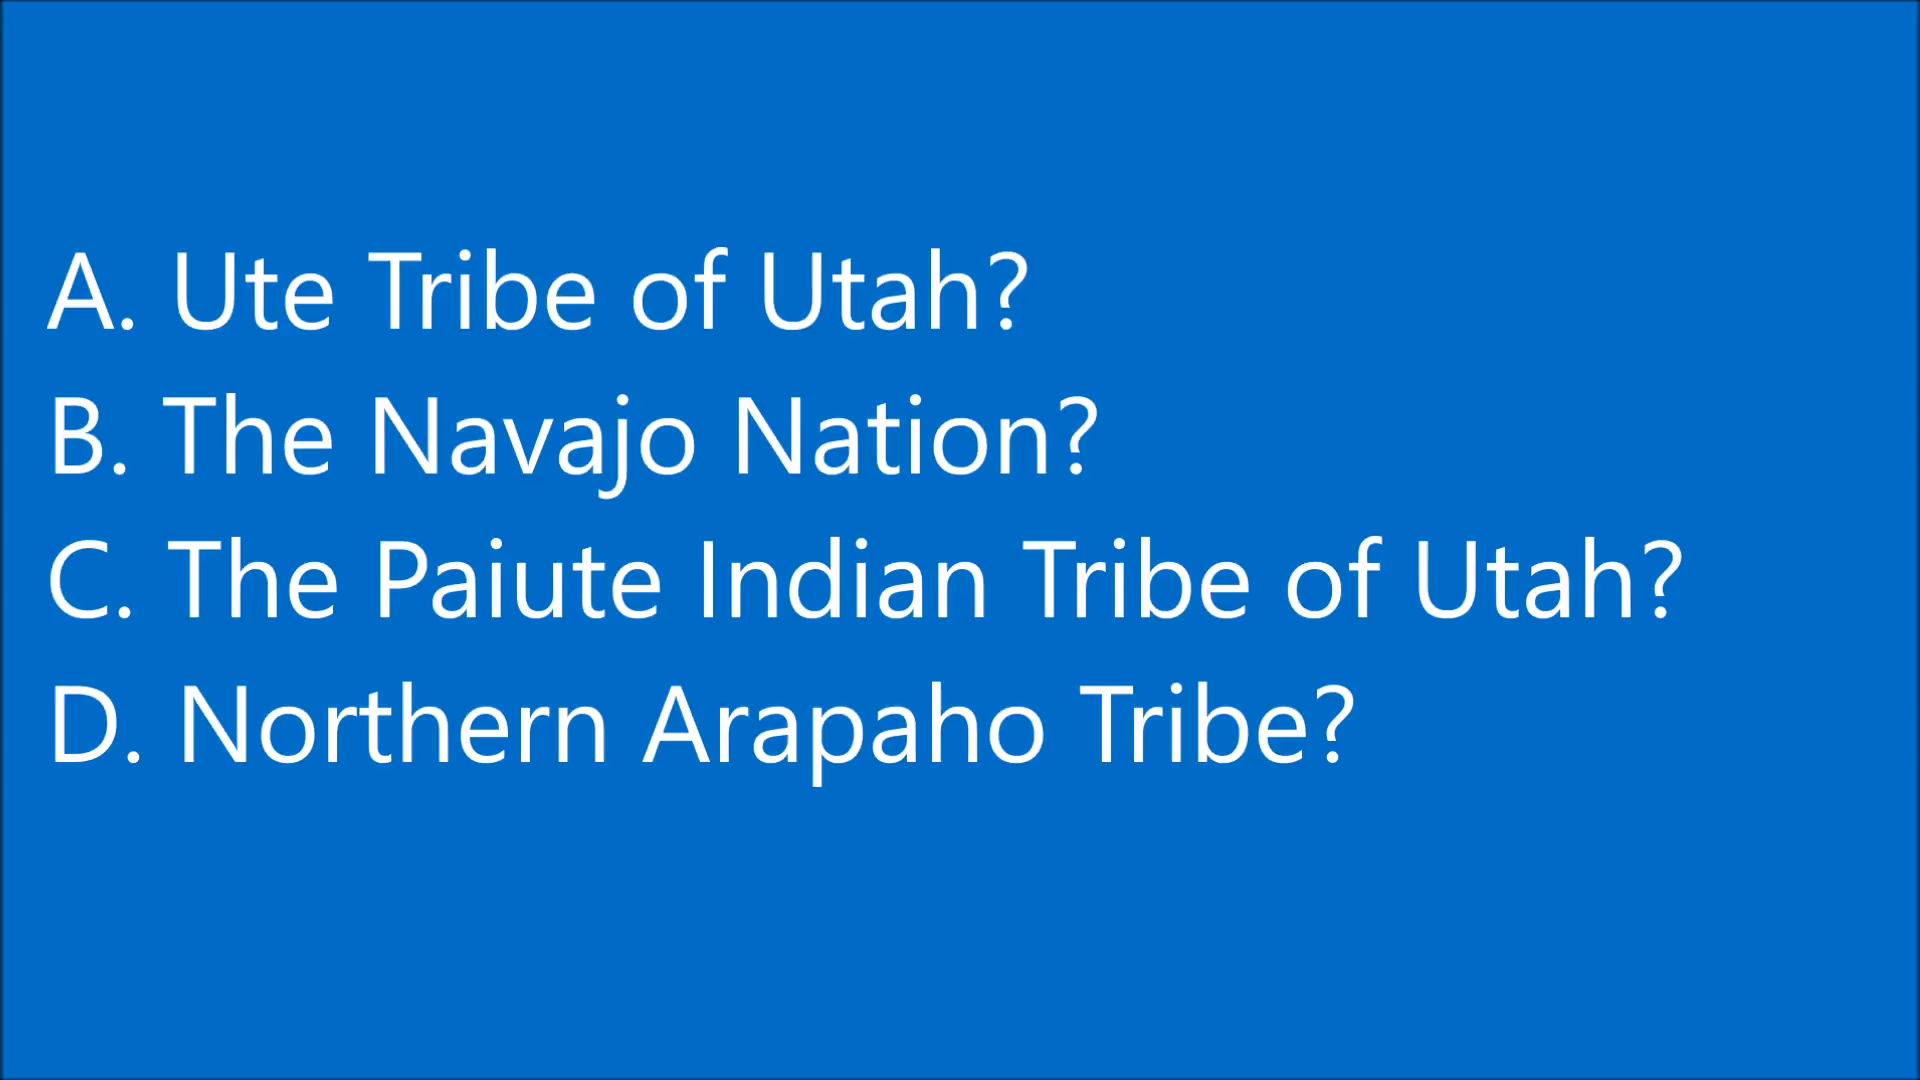 A. Ute Tribe of Utah?
B. The Navajo Nation?
C. The Paiute Indian Tribe of Utah?
D. Northern Arapaho Tribe?